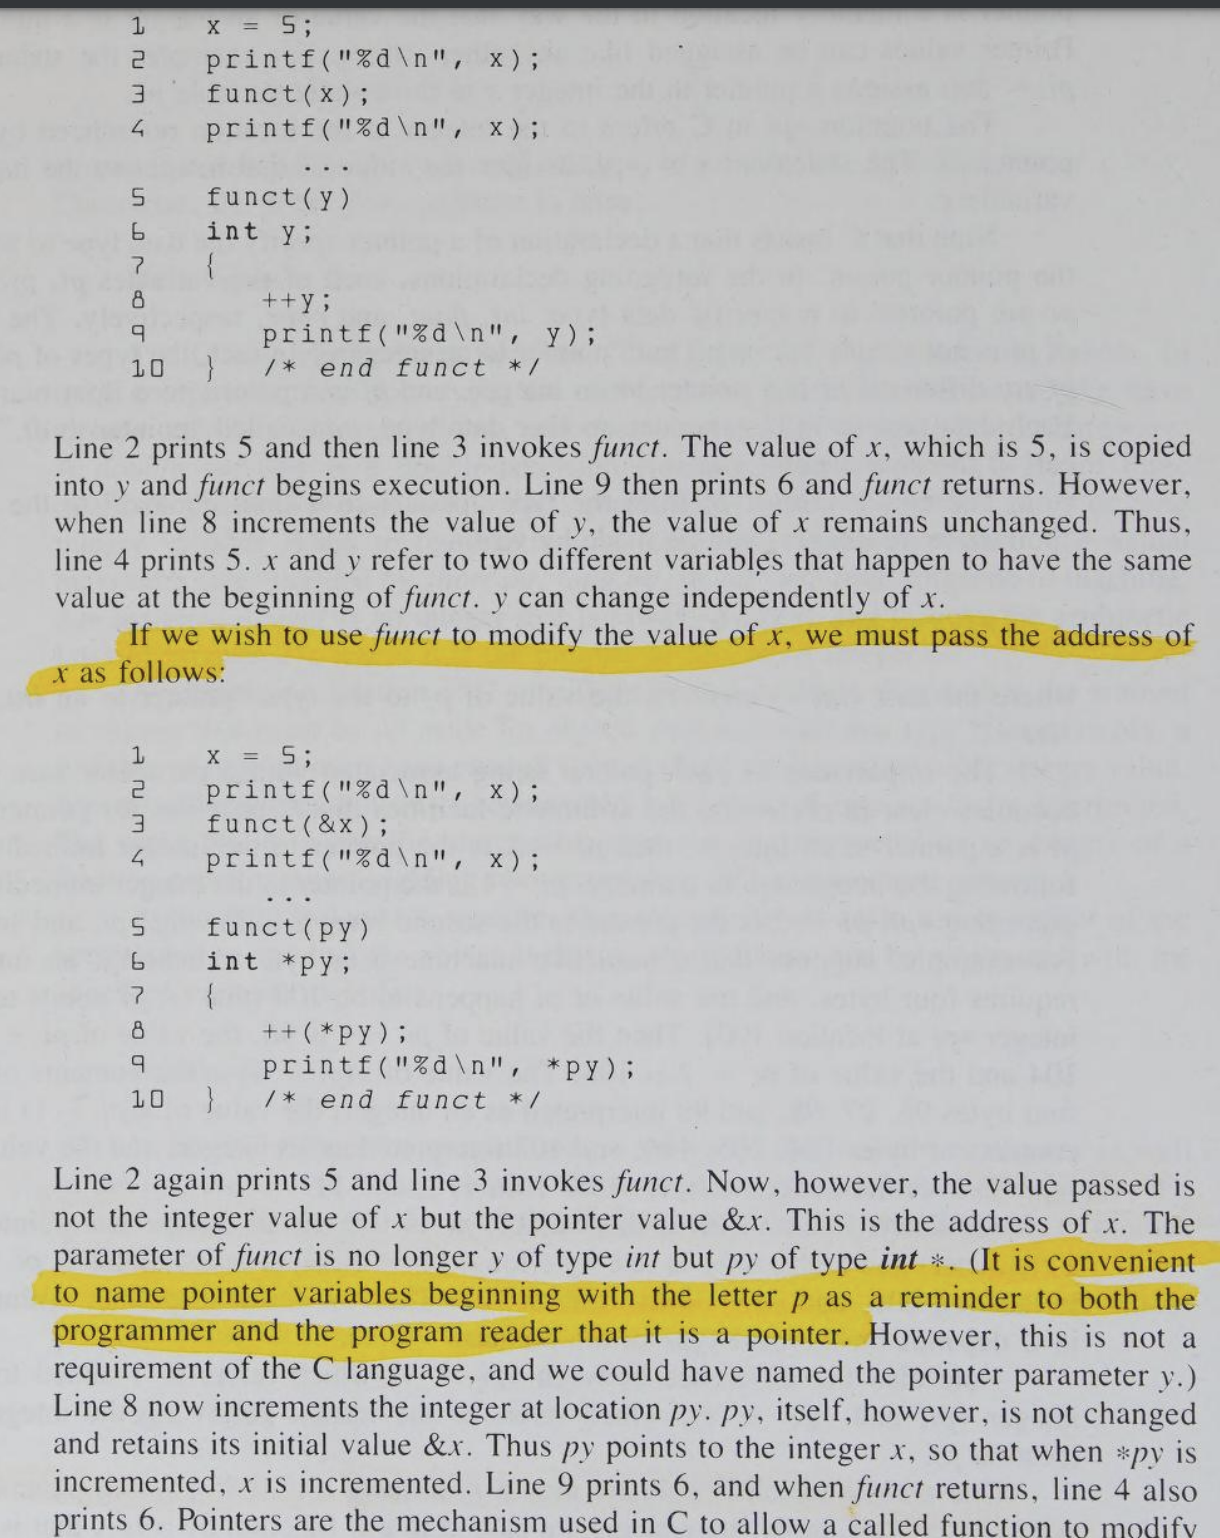 1 x = 5;
2 printf("%d\n", x);
3 funct(x);
4 printf("%d\n", x);
. . .
5 funct(y)
6 int y;
7 {
8 ++y;
9 printf("%d\n", y);
10 } /* end funct */
Line 2 prints 5 and then line 3 invokes funct. The value of x, which is 5, is copied
into y and funct begins execution. Line 9 then prints 6 and funct returns. However,
when line 8 increments the value of y, the value of x remains unchanged. Thus,
line 4 prints 5. x and y refer to two different variables that happen to have the same
value at the beginning of funct. y can change independently of x.
If we wish to use funct to modify the value of x, we must pass the address of
x as follows:
1 x = 5;
2 printf("%d\n", x);
3 funct(&x);
4 printf("%d\n", x);
. . .
5 funct(py)
6 int *py;
7 {
8 ++(*py);
9 printf("%d\n", *py);
10 } /* end funct */
Line 2 again prints 5 and line 3 invokes funct. Now, however, the value passed is
not the integer value of x but the pointer value &x. This is the address of x. The
parameter of funct is no longer y of type int but py of type int *. (It is convenient
to name pointer variables beginning with the letter p as a reminder to both the
programmer and the program reader that it is a pointer. However, this is not a
requirement of the C language, and we could have named the pointer parameter y.)
Line 8 now increments the integer at location py. py, itself, however, is not changed
and retains its initial value &x. Thus py points to the integer x, so that when *py is
incremented, x is incremented. Line 9 prints 6, and when funct returns, line 4 also
prints 6. Pointers are the mechanism used in C to allow a called function to modify